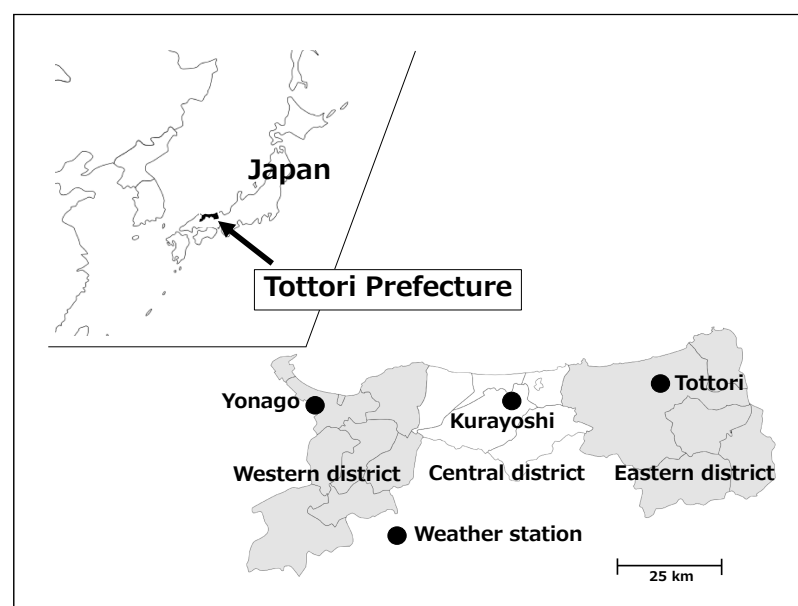 Japan
Tottori Prefecture
Tottori
Yonago
Kurayoshi
Western district
Central district
Eastern district
Weather station
25 km